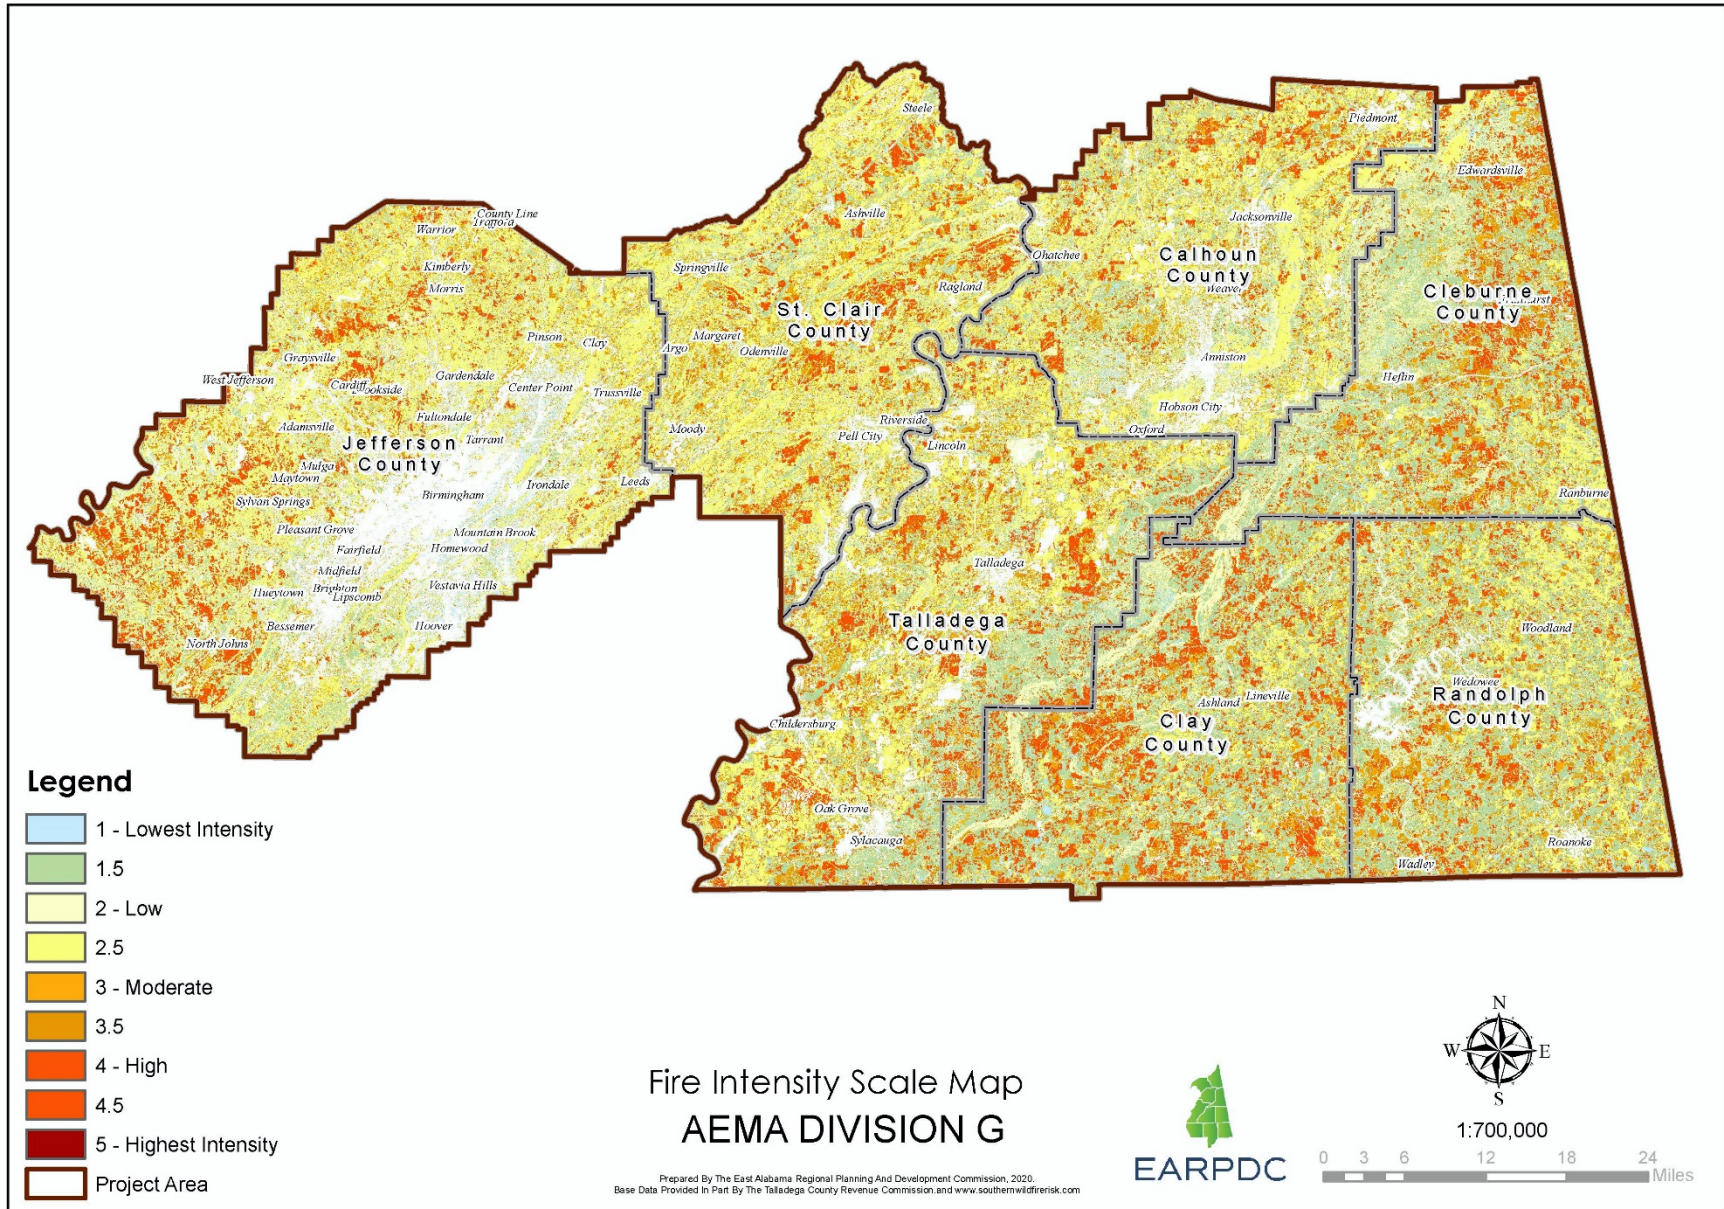 Steele
Piedmont
Edwardsville
County Line
Trafford
Warrior
Ashville
Jacksonville
Kimberly
Springville
Ohatchee
Calhoun
County
Weaver
Morris
Ragland
Cleburne
County
St. Clair
County
Pinson
Clay
Argo
Margaret
Odenville
Graysville
Anniston
West Jefferson
Cardiff
Gardendale
Center Point
Trussville
Heflin
Fultondale
Hobson City
Adamsville
Tarrant
Moody
Riverside
Pell City
Oxford
Jefferson
County
Lincoln
Mulga
Maytown
Sylvan Springs
Birmingham
Irondale
Leeds
Ranburne
Pleasant Grove
Mountain Brook
Fairfield
Homewood
Midfield
Talladega
Hueytown
Brighton
Lipscomb
Vestavia Hills
Bessemer
Hoover
Talladega
County
Woodland
North Johns
Wedowee
Randolph
County
Ashland
Lineville
Clay
County
Childersburg
Oak Grove
Sylacauga
Wadley
Roanoke
Legend
1 - Lowest Intensity
1.5
2 - Low
2.5
3 - Moderate
3.5
4 - High
4.5
5 - Highest Intensity
Project Area
Fire Intensity Scale Map
AEMA DIVISION G
Prepared By The East Alabama Regional Planning And Development Commission, 2020.
Base Data Provided In Part By The Talladega County Revenue Commission.and www.southernwildfirerisk.com
EARPDC
N
W
E
S
1:700,000
0 3 6 12 18 24
Miles